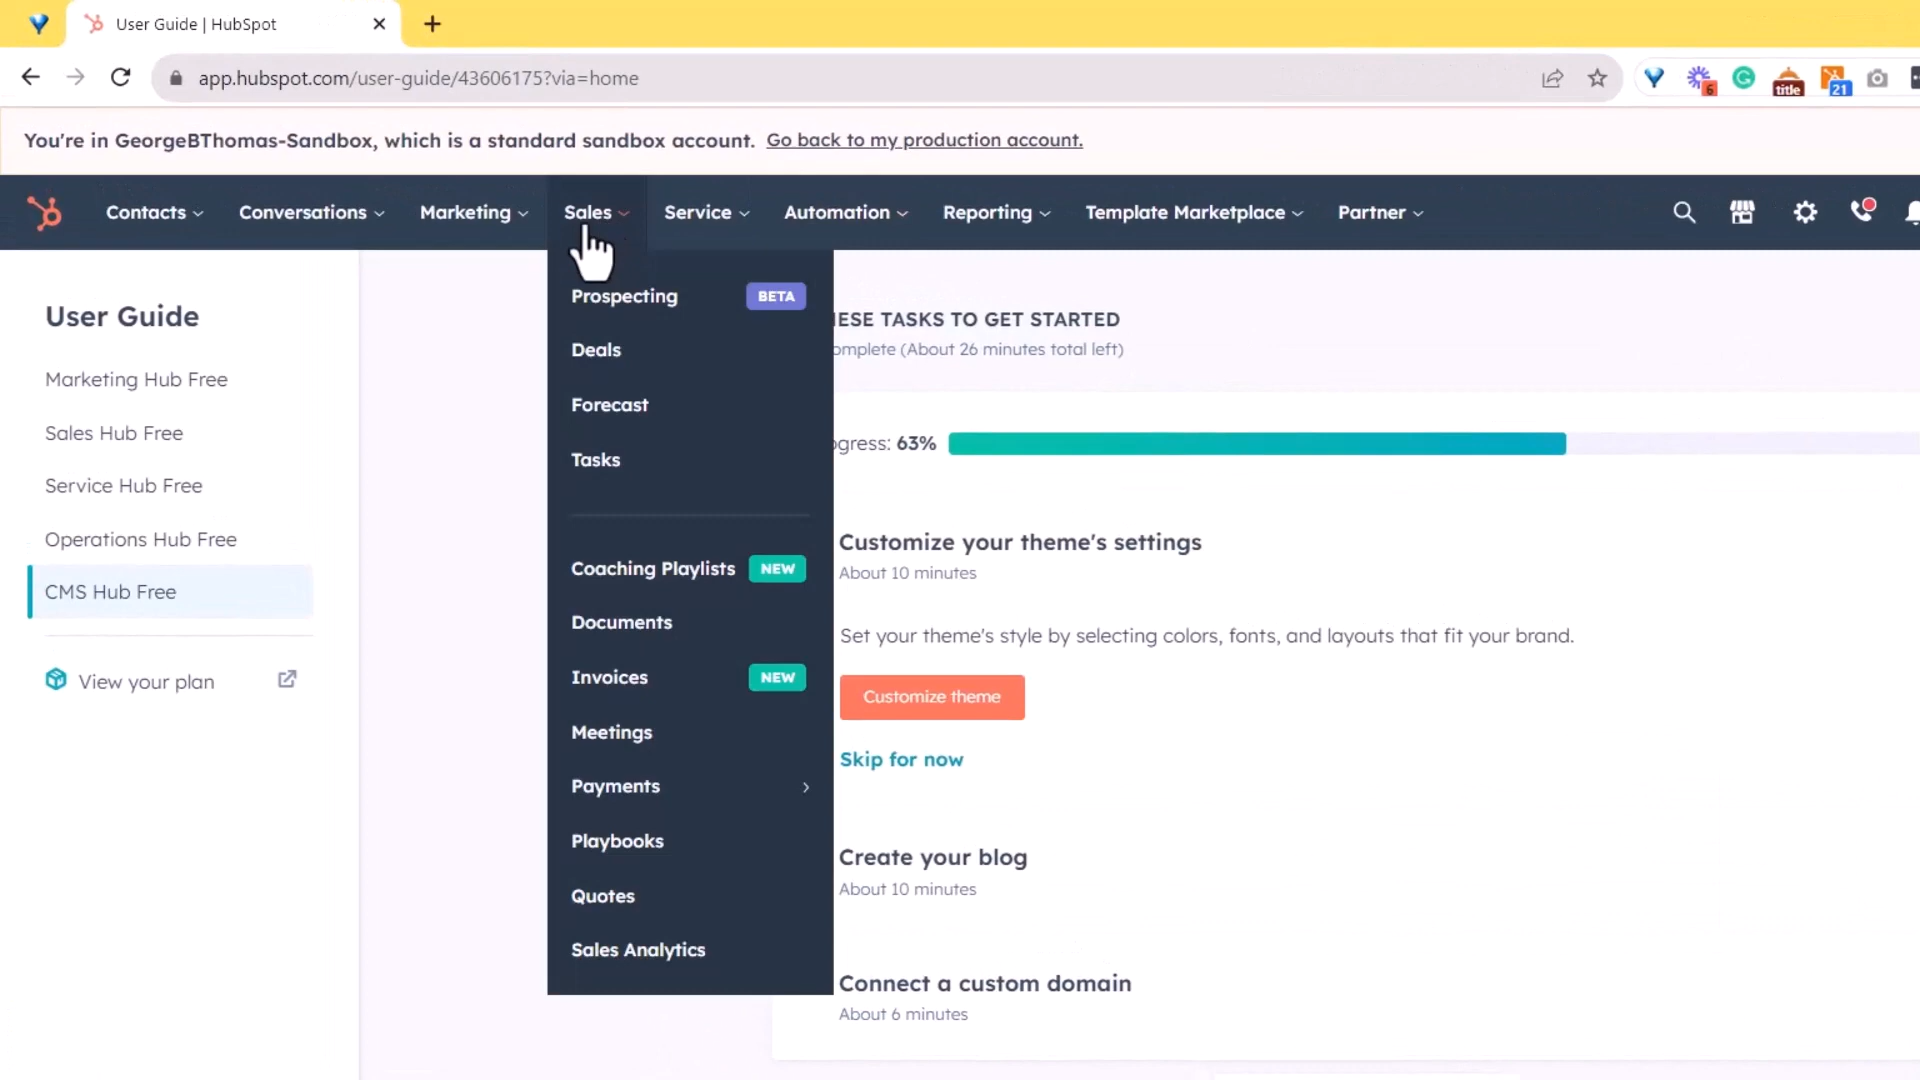 User Guide | HubSpot
app.hubspot.com/user-guide/43606175?via=home
6
title
21
You're in GeorgeBThomas-Sandbox, which is a standard sandbox account. Go back to my production account.
Contacts Conversations Marketing Sales Service Automation Reporting Template Marketplace Partner
User Guide
Marketing Hub Free
Sales Hub Free
Service Hub Free
Operations Hub Free
CMS Hub Free
View your plan
Prospecting BETA
Deals
Forecast
Tasks
Coaching Playlists NEW
Documents
Invoices NEW
Meetings
Payments
Playbooks
Quotes
Sales Analytics
ESE TASKS TO GET STARTED
omplete (About 26 minutes total left)
ogress: 63%
Customize your theme's settings
About 10 minutes
Set your theme's style by selecting colors, fonts, and layouts that fit your brand.
Customize theme
Skip for now
Create your blog
About 10 minutes
Connect a custom domain
About 6 minutes